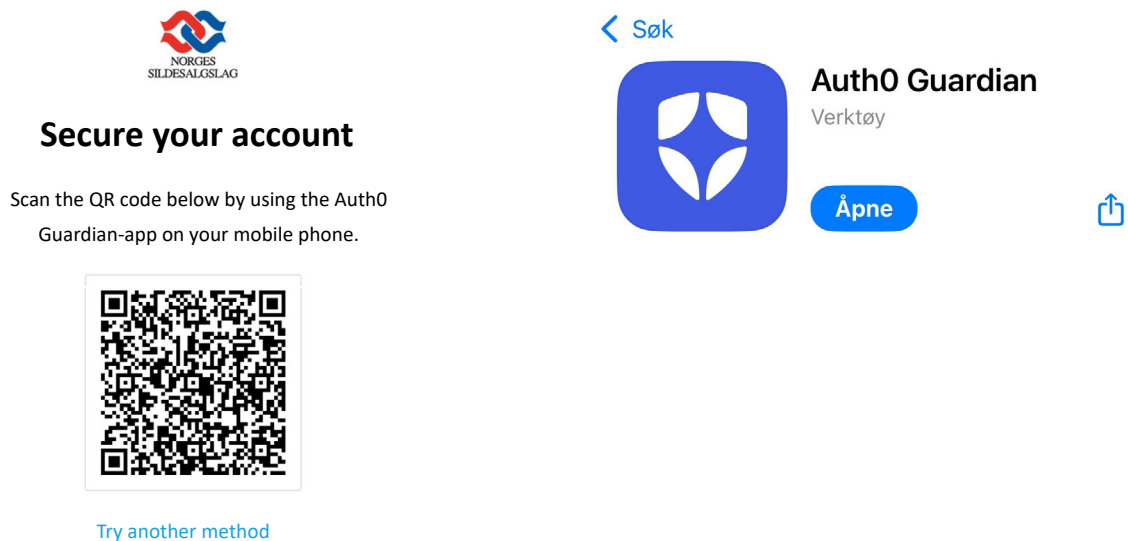 NORGES
SILDESALGSLAG
Secure your account
Scan the QR code below by using the Auth0
Guardian-app on your mobile phone.
Try another method
Søk
Auth0 Guardian
Verktøy
Åpne